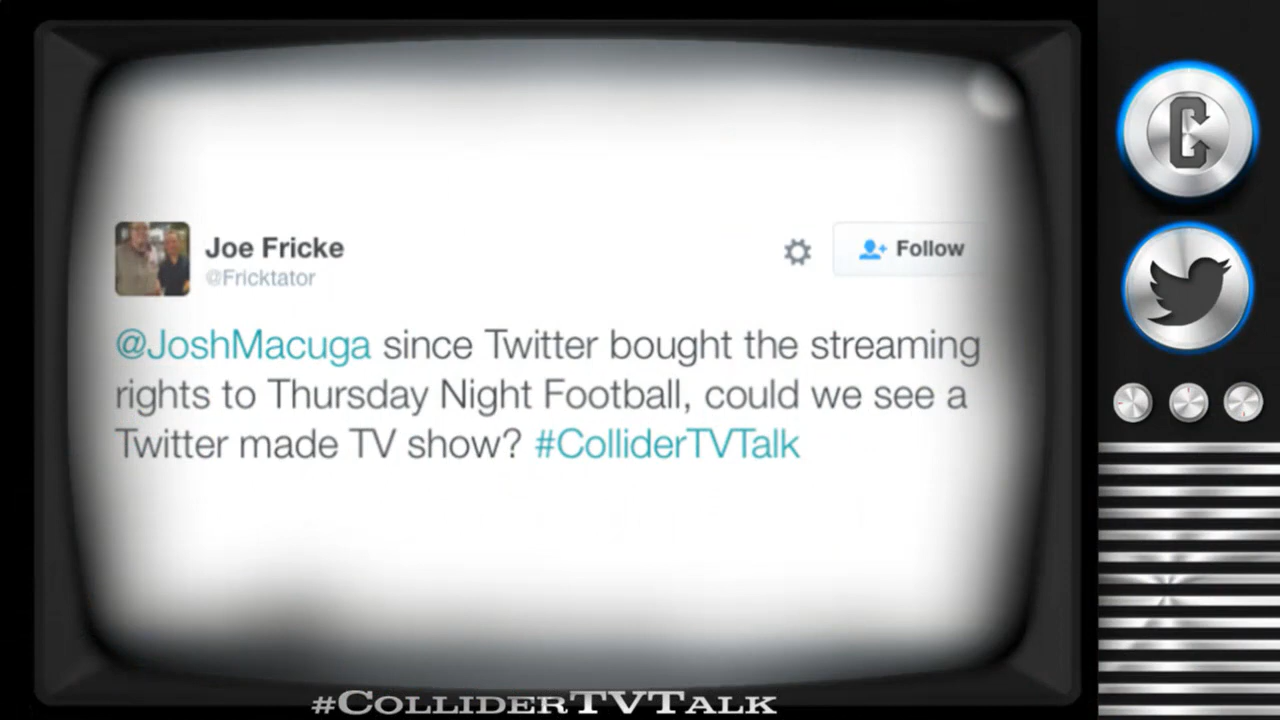 Joe Fricke
@Fricktator
Follow
@JoshMacuga since Twitter bought the streaming
rights to Thursday Night Football, could we see a
Twitter made TV show? #ColliderTVTalk
#ColliderTVTalk